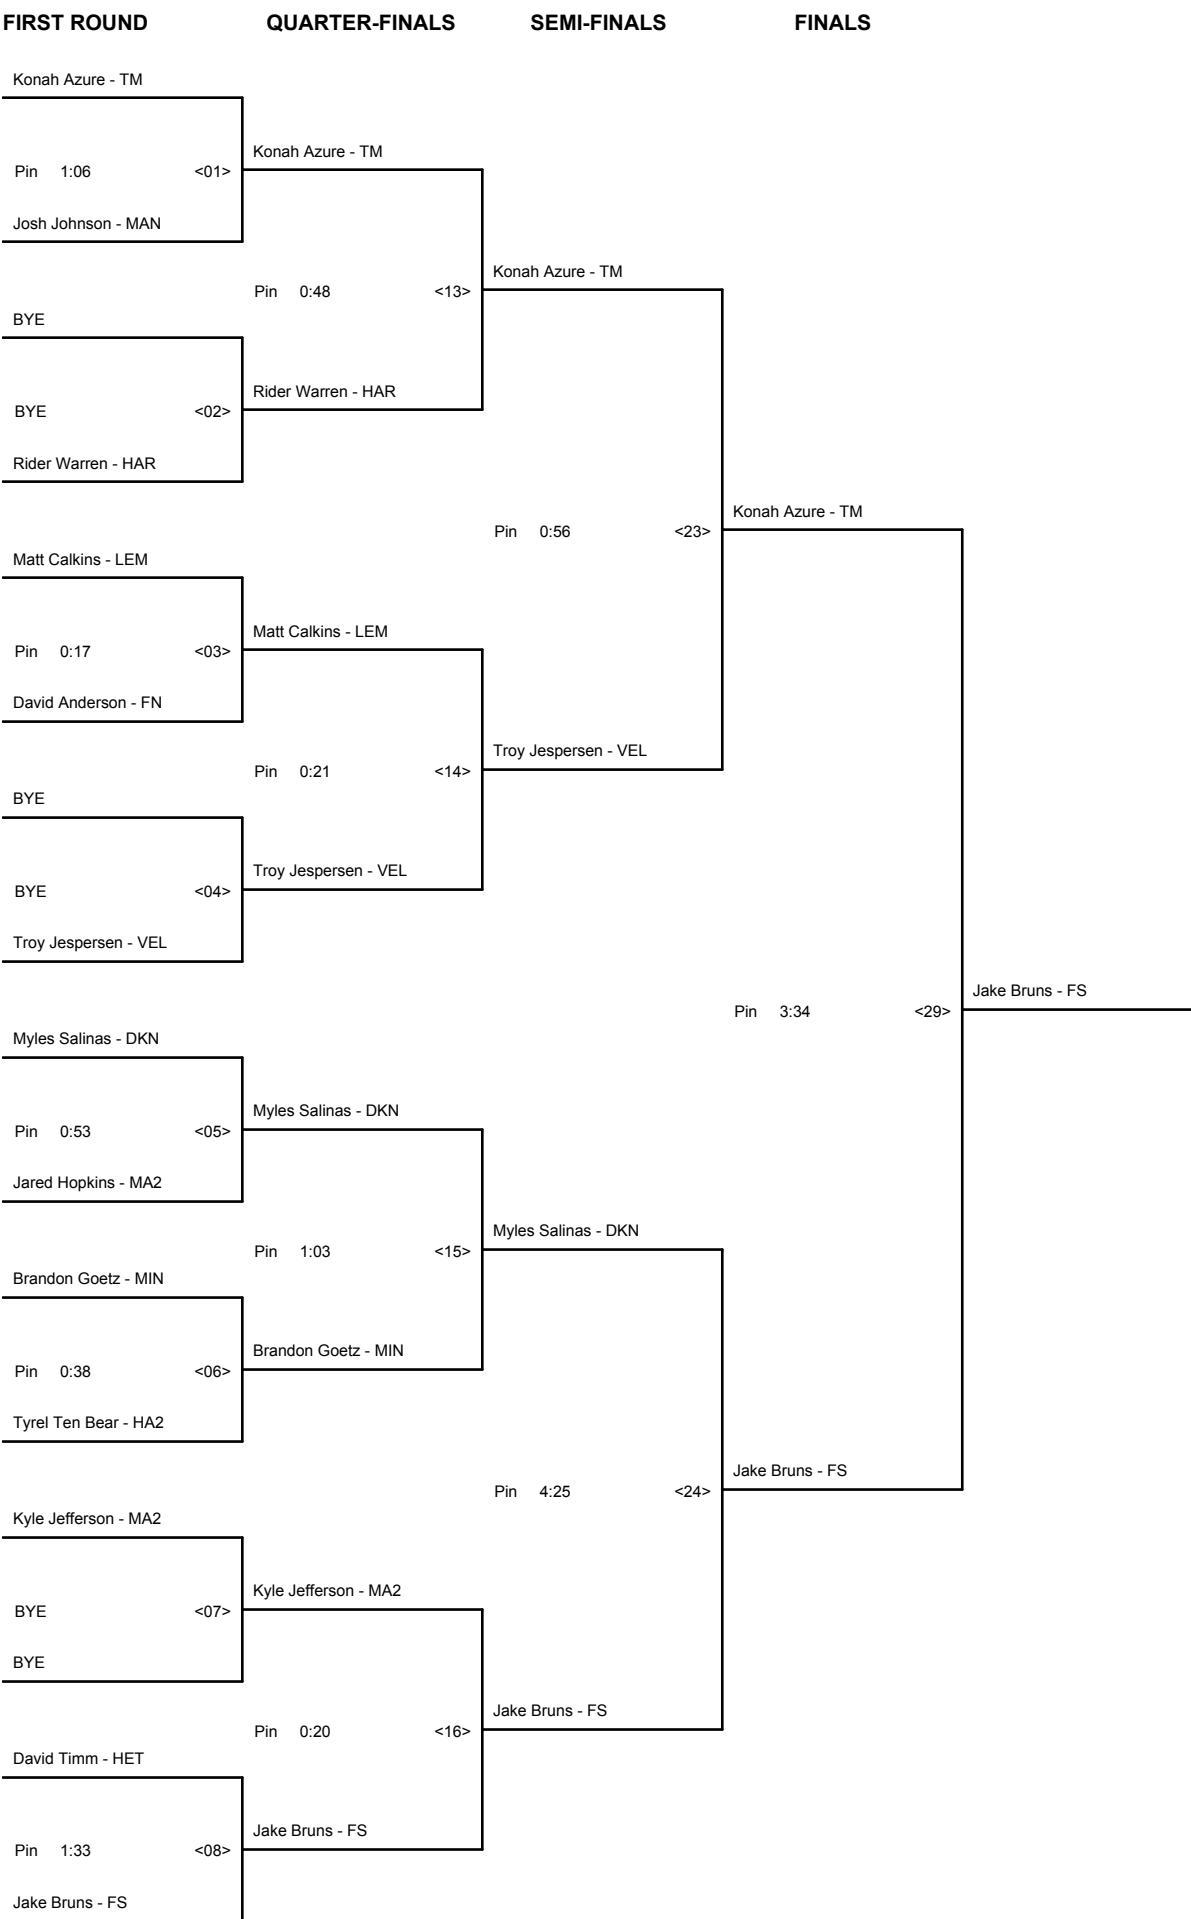 FIRST ROUND QUARTER-FINALS SEMI-FINALS FINALS
Konah Azure - TM
Konah Azure - TM
Pin 1:06 <01>
Josh Johnson - MAN
Konah Azure - TM
Pin 0:48 <13>
BYE
Rider Warren - HAR
BYE <02>
Rider Warren - HAR
Konah Azure - TM
Pin 0:56 <23>
Matt Calkins - LEM
Matt Calkins - LEM
Pin 0:17 <03>
David Anderson - FN
Troy Jespersen - VEL
Pin 0:21 <14>
BYE
Troy Jespersen - VEL
BYE <04>
Troy Jespersen - VEL
Jake Bruns - FS
Pin 3:34 <29>
Myles Salinas - DKN
Myles Salinas - DKN
Pin 0:53 <05>
Jared Hopkins - MA2
Myles Salinas - DKN
Pin 1:03 <15>
Brandon Goetz - MIN
Brandon Goetz - MIN
Pin 0:38 <06>
Tyrel Ten Bear - HA2
Jake Bruns - FS
Pin 4:25 <24>
Kyle Jefferson - MA2
Kyle Jefferson - MA2
BYE <07>
BYE
Jake Bruns - FS
Pin 0:20 <16>
David Timm - HET
Jake Bruns - FS
Pin 1:33 <08>
Jake Bruns - FS